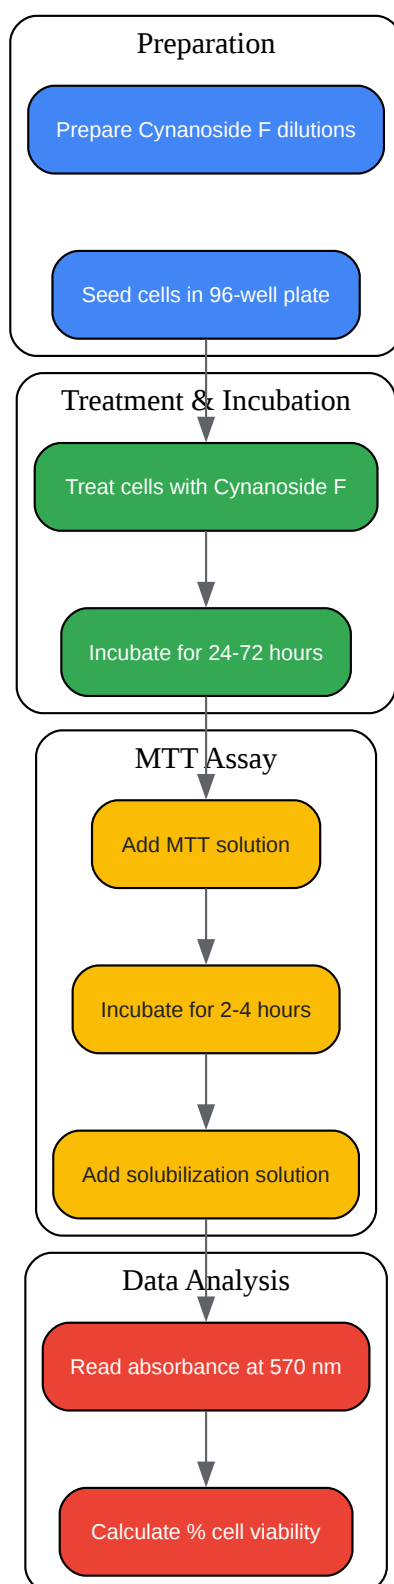 Preparation
Prepare Cynanoside F dilutions
Seed cells in 96-well plate
Treatment & Incubation
Treat cells with Cynanoside F
Incubate for 24-72 hours
MTT Assay
Add MTT solution
Incubate for 2-4 hours
Add solubilization solution
Data Analysis
Read absorbance at 570 nm
Calculate % cell viability